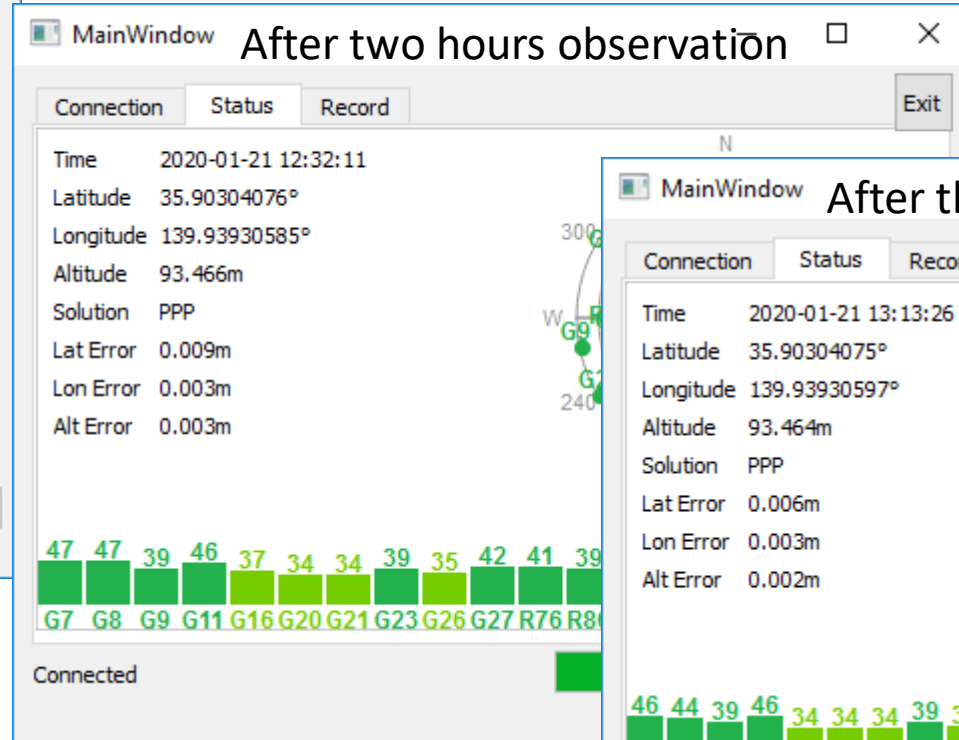 MainWindow After two hours observation
Connection Status Record Exit
Time 2020-01-21 12:32:11
Latitude 35.90304076°
Longitude 139.93930585°
Altitude 93.466m
Solution PPP
Lat Error 0.009m
Lon Error 0.003m
Alt Error 0.003m
N
300
W
G9
240
47 47 39 46 37 34 34 39 35 42 41 39
G7 G8 G9 G11 G16 G20 G21 G23 G26 G27 R76
Connected
MainWindow After
Connection Status
Time 2020-01-21 13:13:26
Latitude 35.90304075°
Longitude 139.93930597°
Altitude 93.464m
Solution PPP
Lat Error 0.006m
Lon Error 0.003m
Alt Error 0.002m
46 44 39 46 34 34 34 39